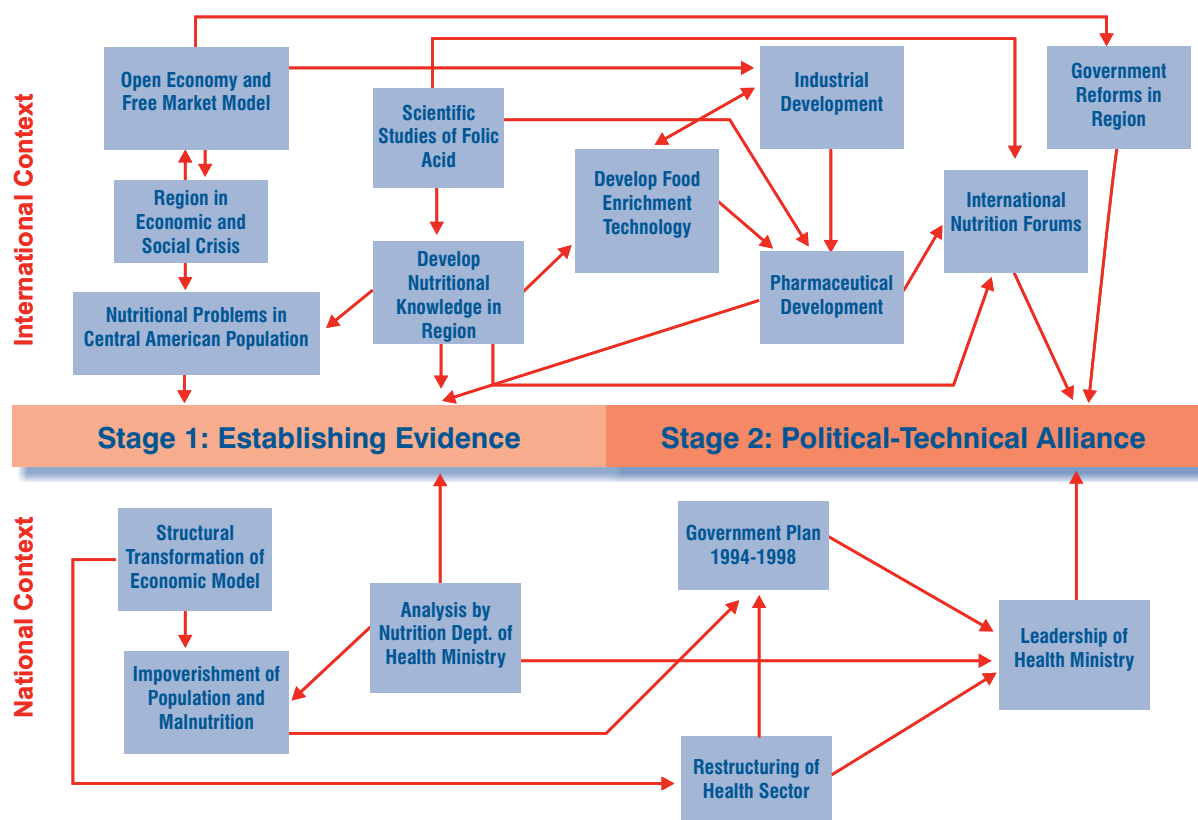 International Context
Open Economy and
Free Market Model
Scientific
Studies of Folic
Acid
Industrial
Development
Government
Reforms in
Region
Region in
Economic and
Social Crisis
Develop Food
Enrichment
Technology
International
Nutrition Forums
Nutritional Problems in
Central American Population
Develop
Nutritional
Knowledge in
Region
Pharmaceutical
Development
Stage 1: Establishing Evidence
Stage 2: Political-Technical Alliance
National Context
Structural
Transformation of
Economic Model
Government Plan
1994-1998
Analysis by
Nutrition Dept. of
Health Ministry
Leadership of
Health Ministry
Impoverishment of
Population and
Malnutrition
Restructuring of
Health Sector